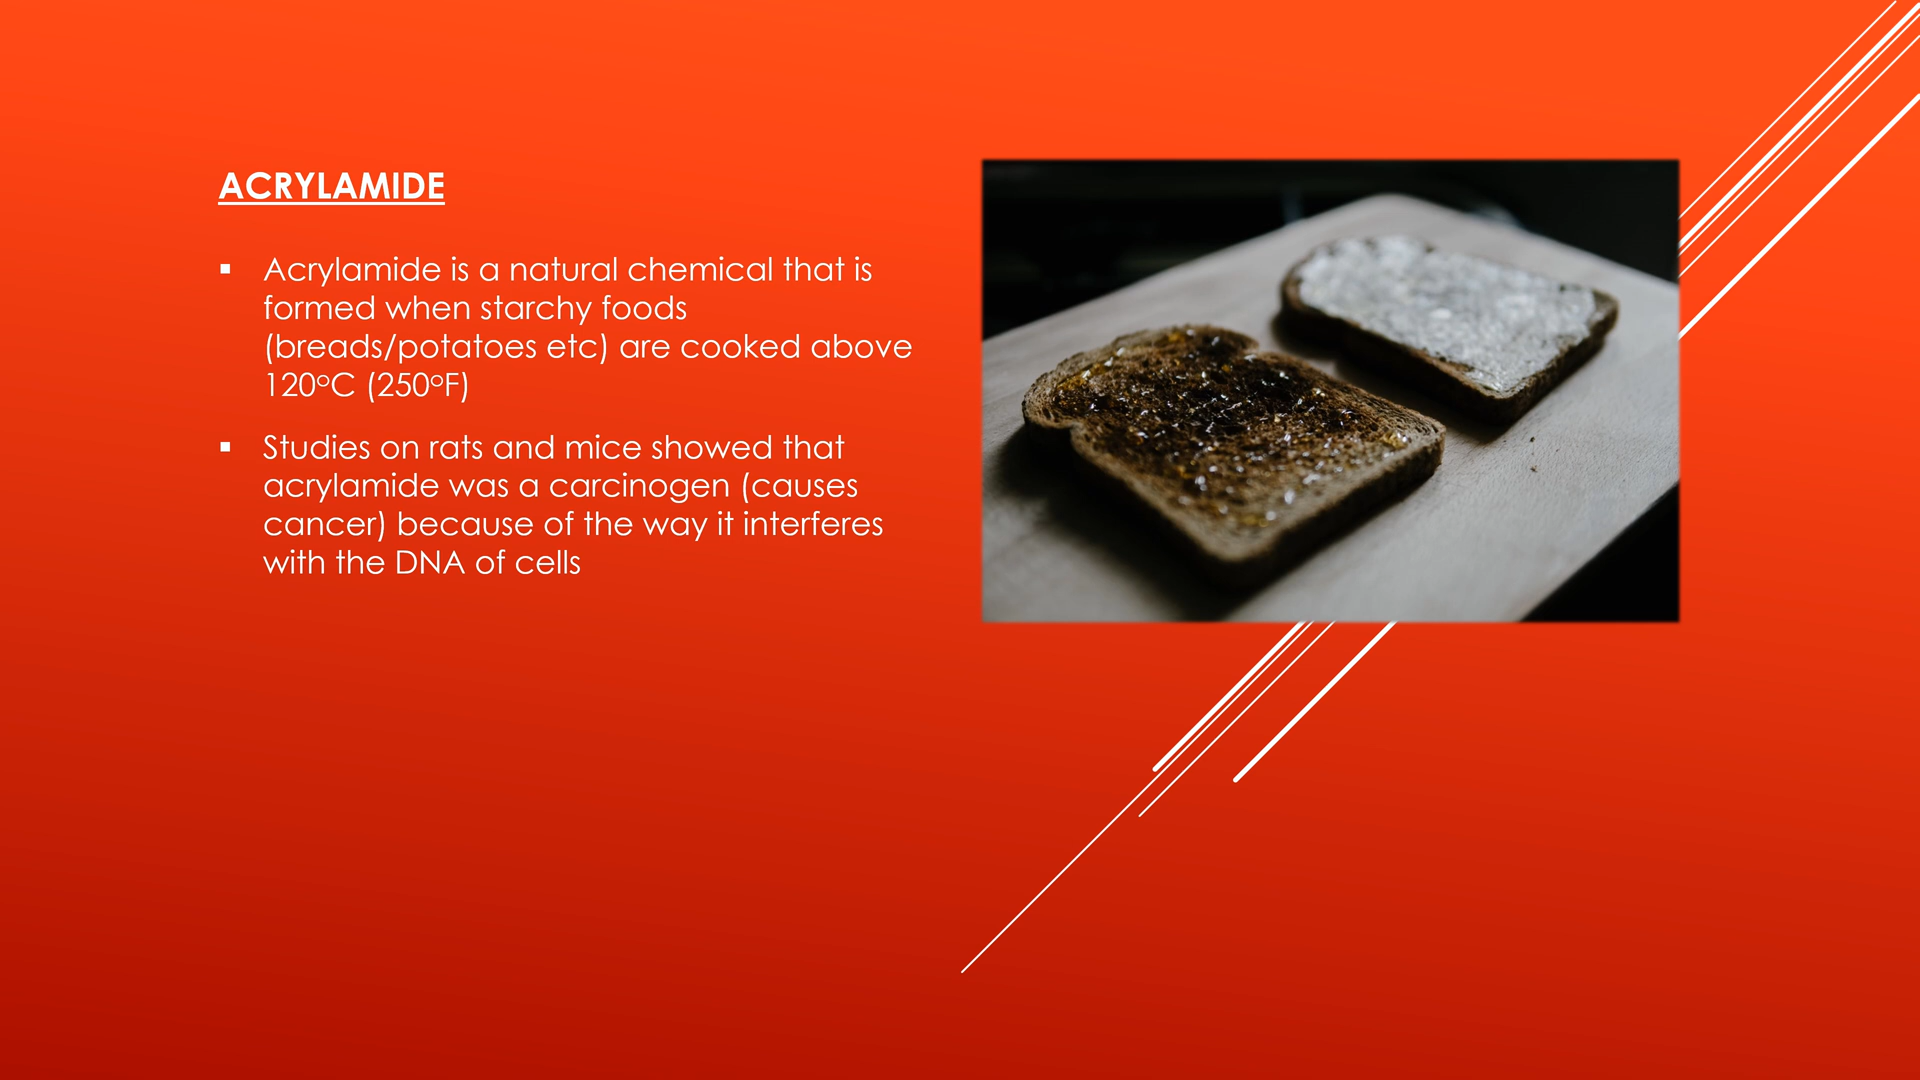 ACRYLAMIDE
▪ Acrylamide is a natural chemical that is
formed when starchy foods
(breads/potatoes etc) are cooked above
120ºC (250ºF)
▪ Studies on rats and mice showed that
acrylamide was a carcinogen (causes
cancer) because of the way it interferes
with the DNA of cells